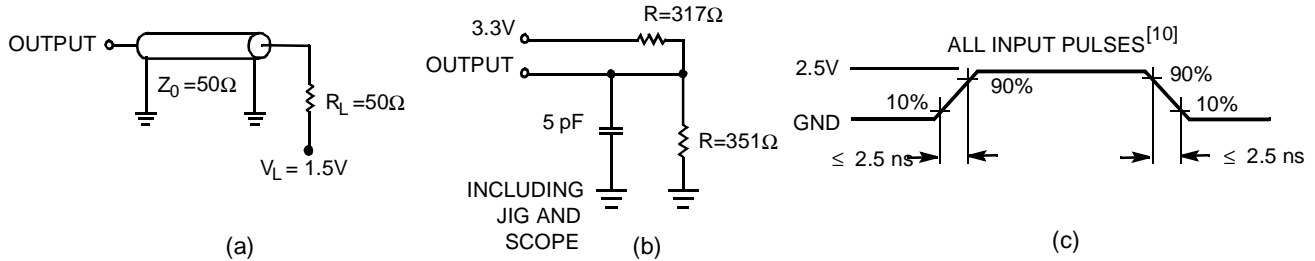 OUTPUT
Z0 =50Ω
RL =50Ω
VL = 1.5V
(a)
R=317Ω
3.3V
OUTPUT
5 pF
R=351Ω
INCLUDING
JIG AND
SCOPE
(b)
ALL INPUT PULSES[10]
2.5V
90%
90%
10%
10%
GND
≤ 2.5 ns
≤ 2.5 ns
(c)